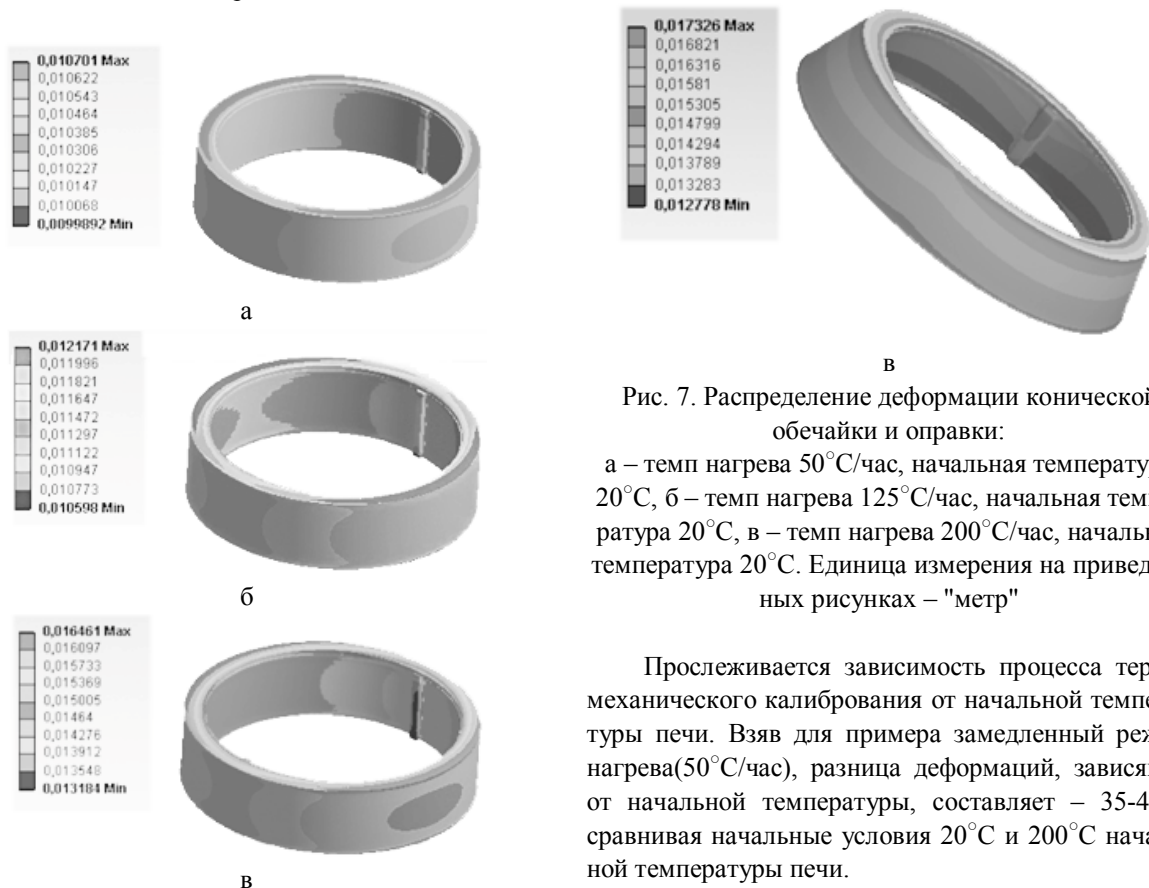 0,010701 Max
0,010622
0,010543
0,010464
0,010385
0,010306
0,010227
0,010147
0,010068
0,0099892 Min
а
0,012171 Max
0,011996
0,011821
0,011647
0,011472
0,011297
0,011122
0,010947
0,010773
0,010598 Min
б
0,016461 Max
0,016097
0,015733
0,015369
0,015005
0,01464
0,014276
0,013912
0,013548
0,013184 Min
в
0,017326 Max
0,016821
0,016316
0,01581
0,015305
0,014799
0,014294
0,013789
0,013283
0,012778 Min
в
Рис. 7. Распределение деформации конической
обечайки и оправки:
а – темп нагрева 50°С/час, начальная температу
20°С, б – темп нагрева 125°С/час, начальная тем
ратура 20°С, в – темп нагрева 200°С/час, началь
температура 20°С. Единица измерения на привед
ных рисунках – "метр"
Прослеживается зависимость процесса тер
механического калибрования от начальной темпе
туры печи. Взяв для примера замедленный реж
нагрева(50°С/час), разница деформаций, завися
от начальной температуры, составляет – 35-4
сравнивая начальные условия 20°С и 200°С нача
ной температуры печи.